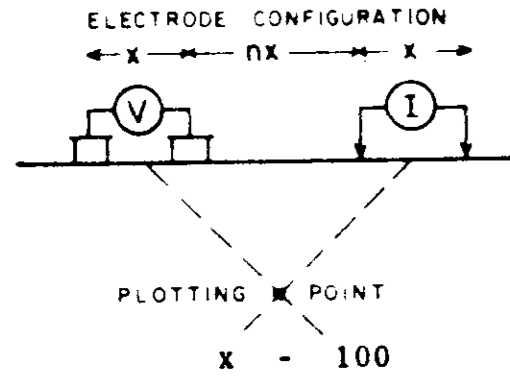 ELECTRODE CONFIGURATION
x nx x
V I
PLOTTING POINT
x - 100